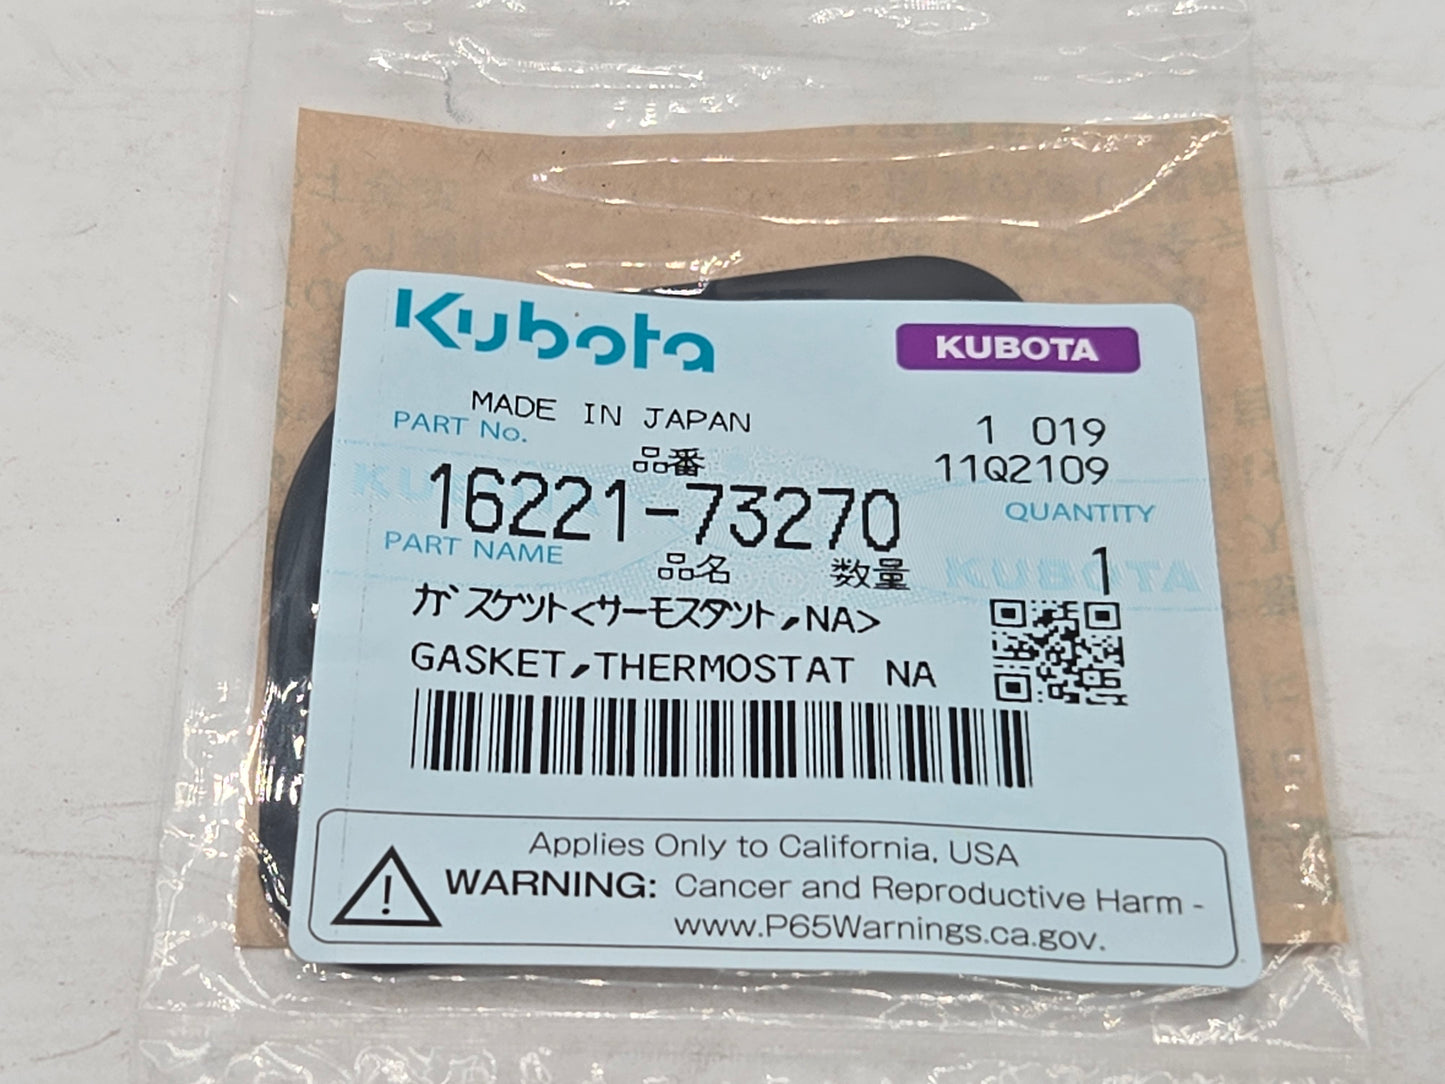 Kubota
KUBOTA
MADE IN JAPAN
PART No.
品番
1 019
11Q2109
16221-73270
QUANTITY
1
PART NAME
品名
数量
ガスケット<サーモスタット,NA>
GASKET,THERMOSTAT NA
KUBOTA
KUBOTA
Applies Only to California, USA
WARNING: Cancer and Reproductive Harm -
www.P65Warnings.ca.gov.